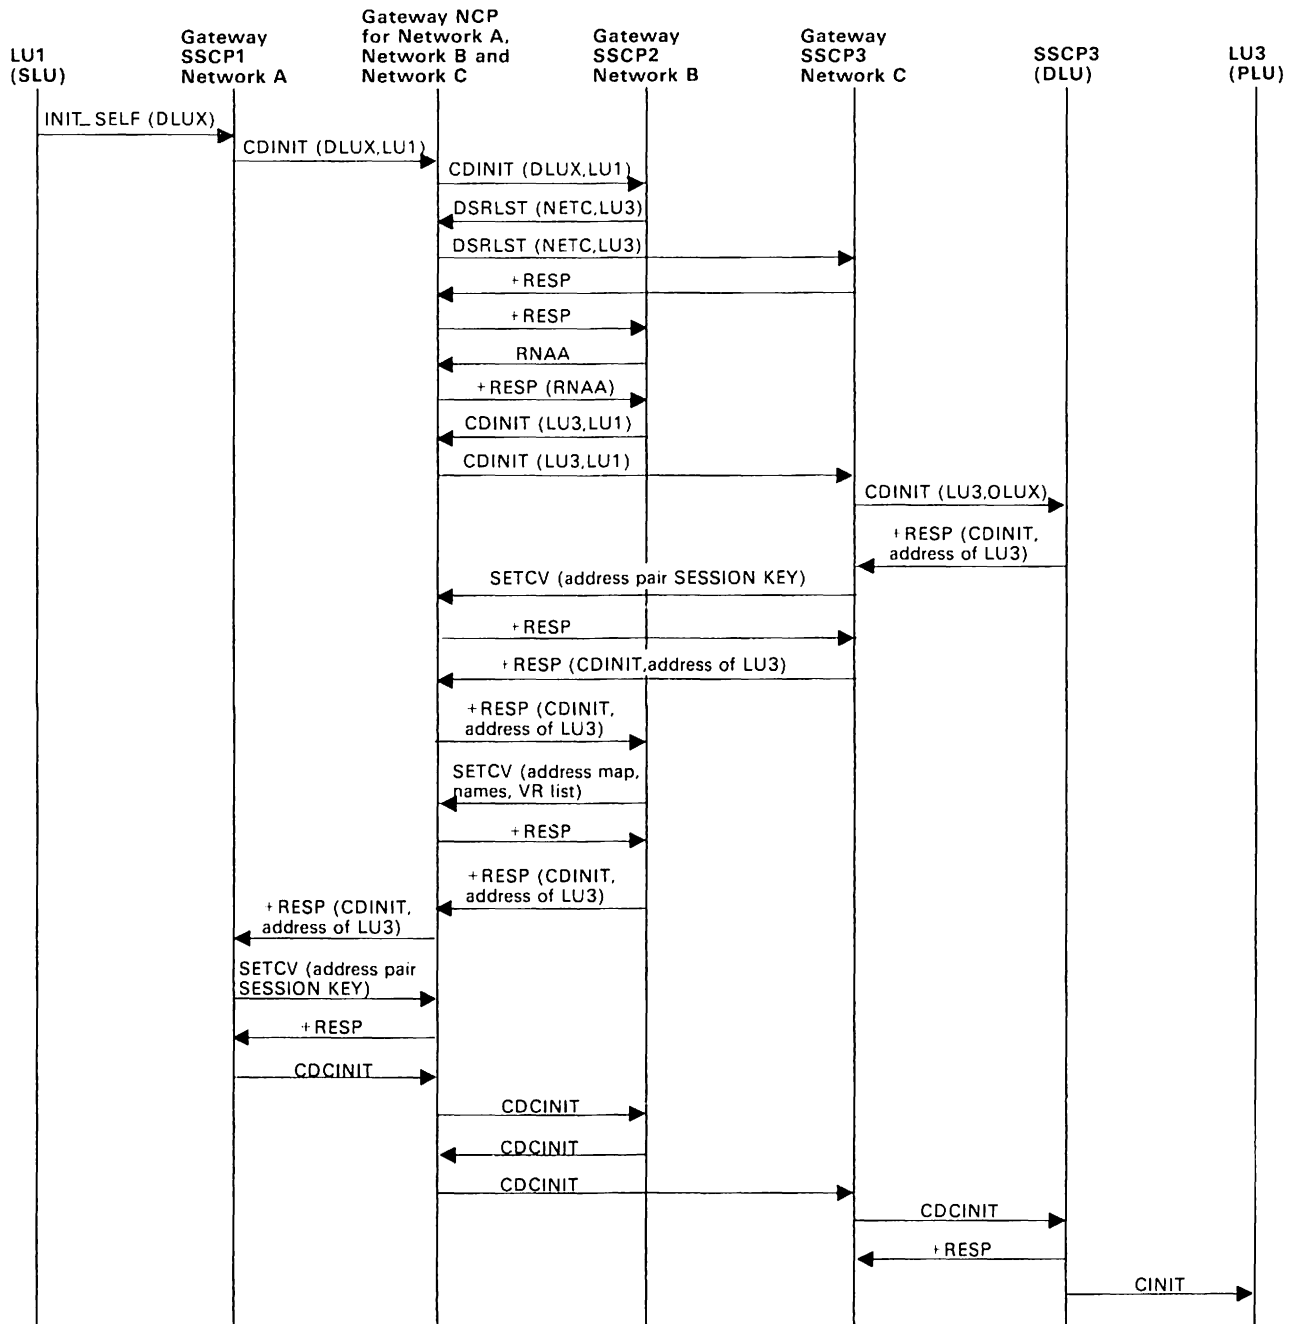 LU1
(SLU)
Gateway
SSCP1
Network A
Gateway NCP
for Network A,
Network B and
Network C
Gateway
SSCP2
Network B
Gateway
SSCP3
Network C
SSCP3
(DLU)
LU3
(PLU)
INIT_SELF (DLUX)
CDINIT (DLUX,LU1)
CDINIT (DLUX,LU1)
DSRLST (NETC,LU3)
DSRLST (NETC,LU3)
+RESP
+RESP
RNAA
+RESP (RNAA)
CDINIT (LU3,LU1)
CDINIT (LU3,LU1)
CDINIT (LU3,OLUX)
+RESP (CDINIT,
address of LU3)
SETCV (address pair SESSION KEY)
+RESP
+RESP (CDINIT,address of LU3)
+RESP (CDINIT,
address of LU3)
SETCV (address map,
names, VR list)
+RESP
+RESP (CDINIT,
address of LU3)
+RESP (CDINIT,
address of LU3)
SETCV (address pair
SESSION KEY)
+RESP
CDCINIT
CDCINIT
CDCINIT
CDCINIT
CDCINIT
+RESP
CINIT